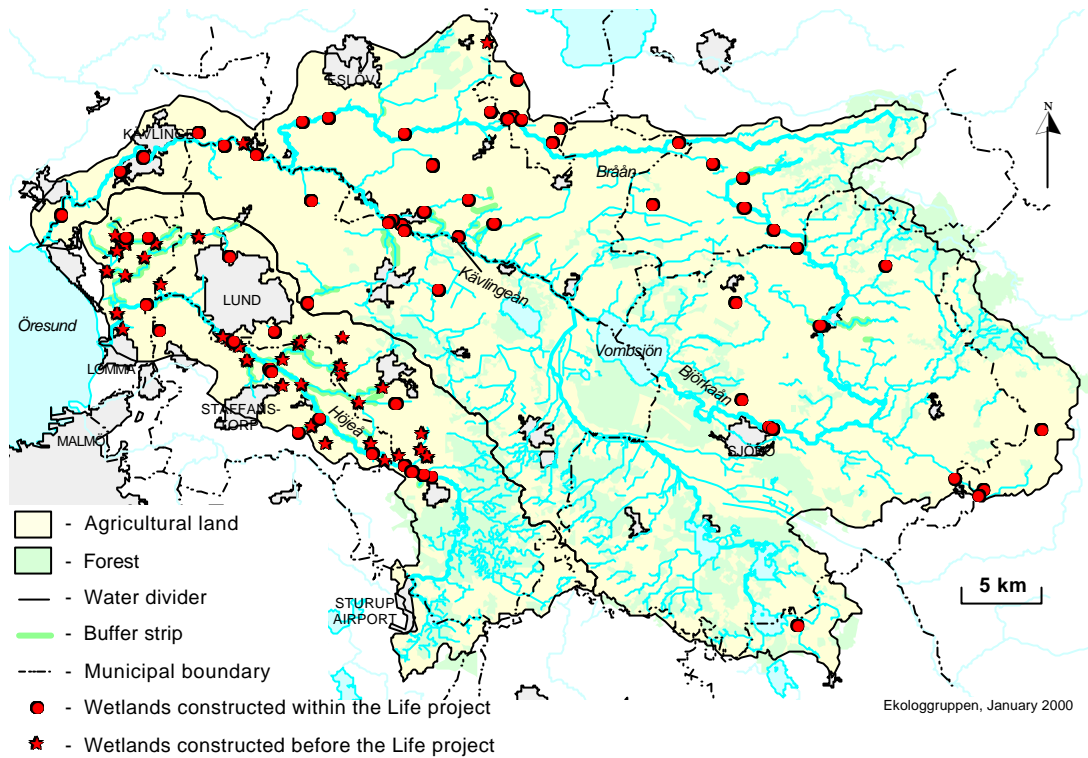 ESLÖV
N
KÄVLINGE
Bråån
Kävlingeån
LUND
Öresund
Vombsjön
LOMMA
Björkaån
STAFFANS-
TORP
Höjeå
MALMÖ
SJÖBO
- Agricultural land
- Forest
5 km
- Water divider
STURUP
AIRPORT
- Buffer strip
- Municipal boundary
- Wetlands constructed within the Life project
Ekologgruppen, January 2000
- Wetlands constructed before the Life project